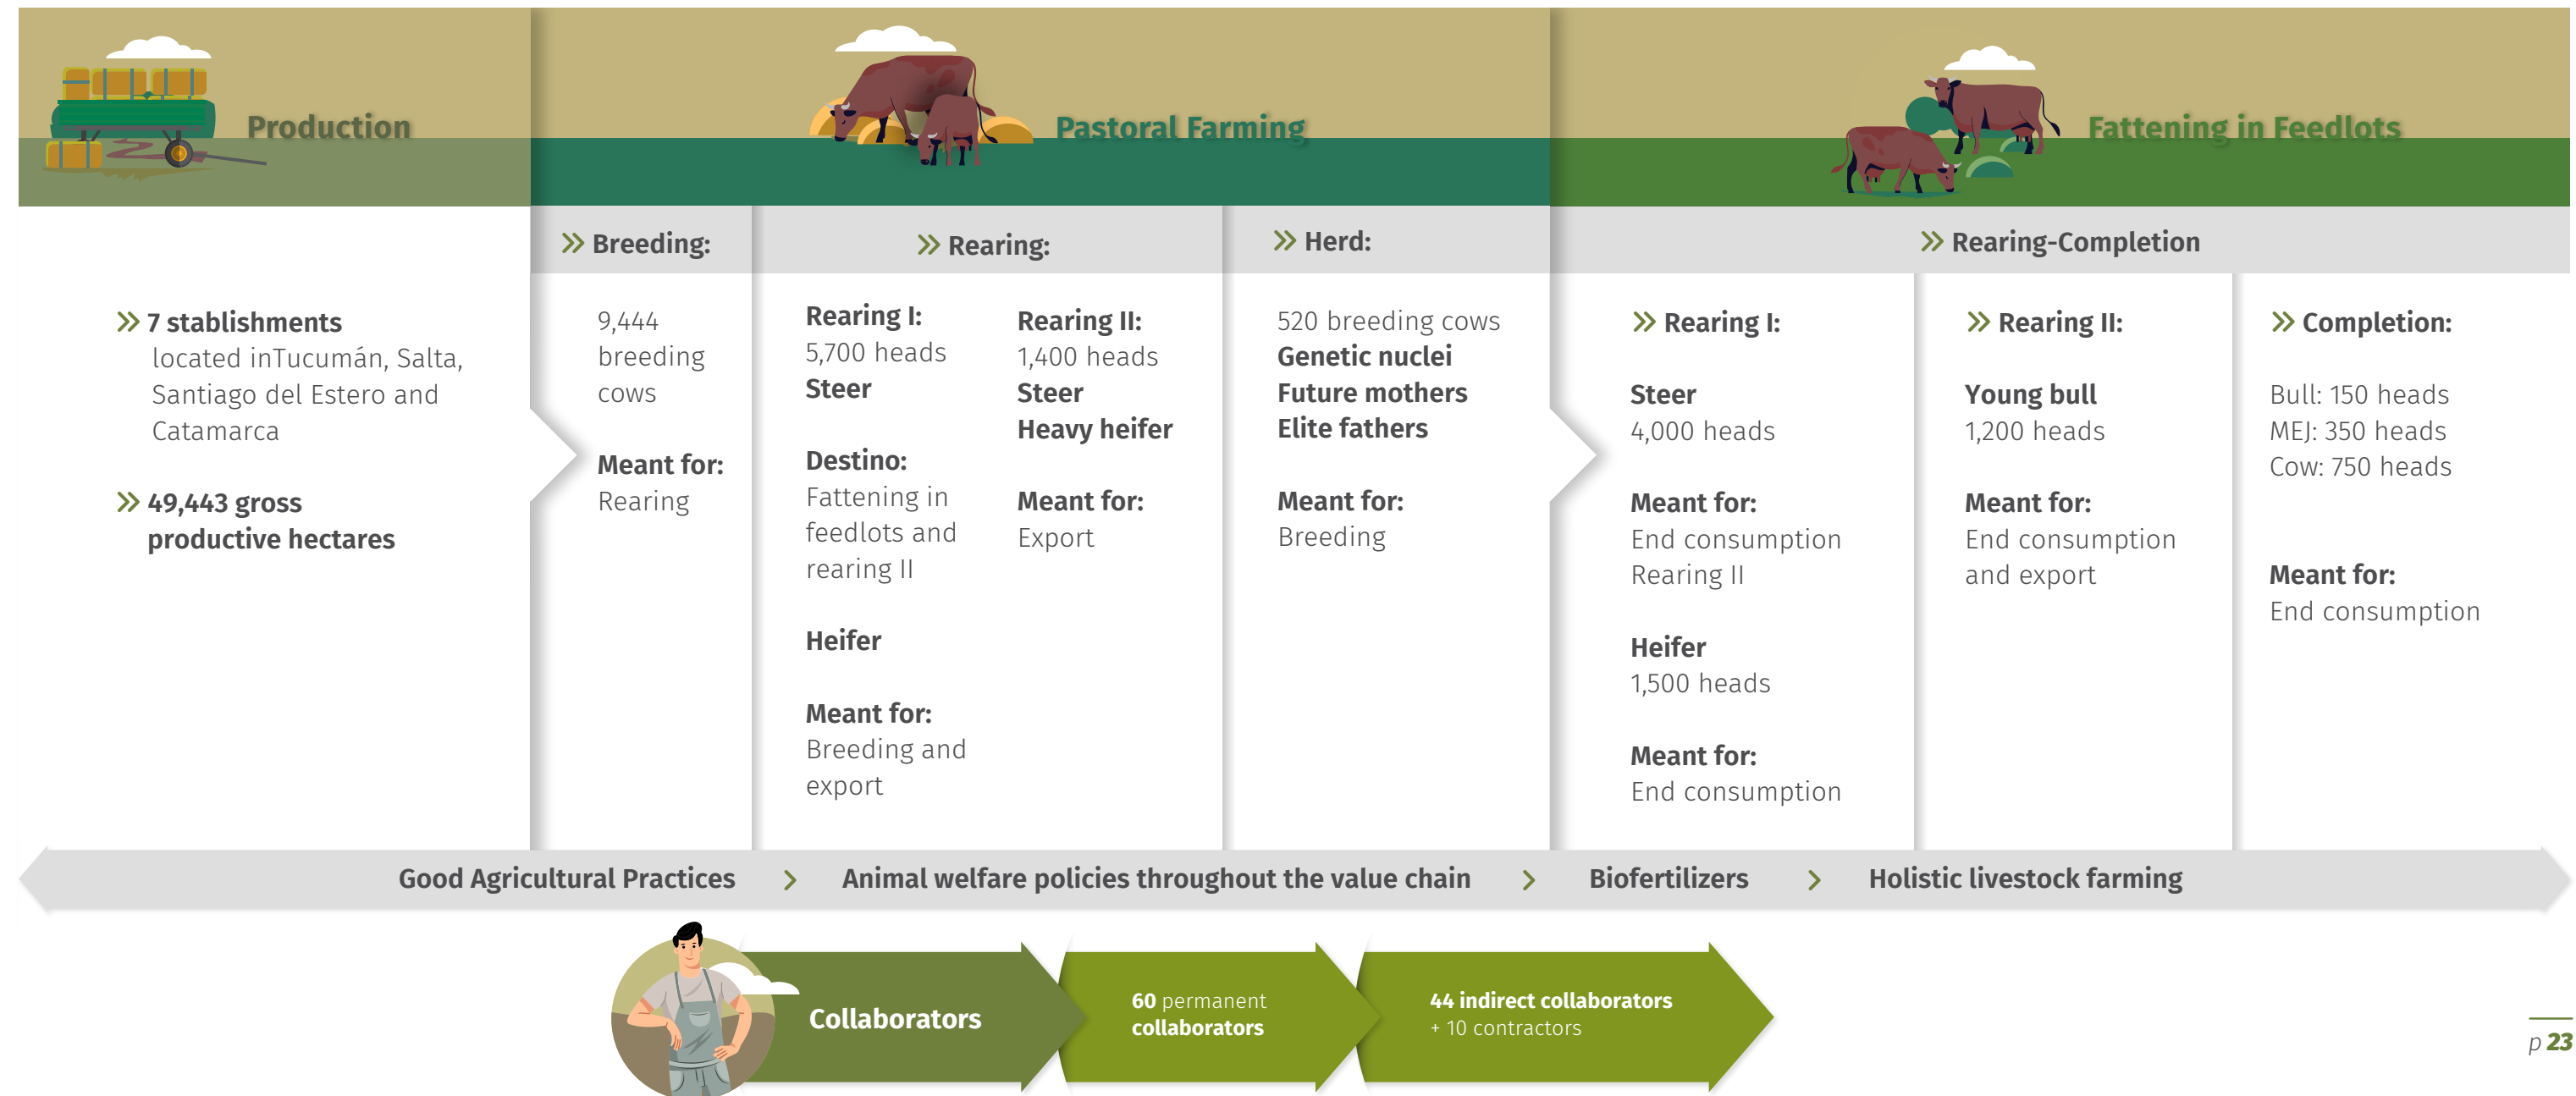 Production
Pastoral Farming
Fattening in Feedlots
7 stablishments
located inTucumán, Salta,
Santiago del Estero and
Catamarca
49,443 gross
productive hectares
Breeding:
9,444
breeding
cows
Meant for:
Rearing
Rearing:
Rearing I:
5,700 heads
Steer
Destino:
Fattening in
feedlots and
rearing II
Heifer
Meant for:
Breeding and
export
Rearing II:
1,400 heads
Steer
Heavy heifer
Meant for:
Export
Herd:
520 breeding cows
Genetic nuclei
Future mothers
Elite fathers
Meant for:
Breeding
Rearing-Completion
Rearing I:
Steer
4,000 heads
Meant for:
End consumption
Rearing II
Heifer
1,500 heads
Meant for:
End consumption
Rearing II:
Young bull
1,200 heads
Meant for:
End consumption
and export
Completion:
Bull: 150 heads
MEJ: 350 heads
Cow: 750 heads
Meant for:
End consumption
Good Agricultural Practices > Animal welfare policies throughout the value chain > Biofertilizers > Holistic livestock farming
Collaborators
60 permanent
collaborators
44 indirect collaborators
+ 10 contractors
p 23